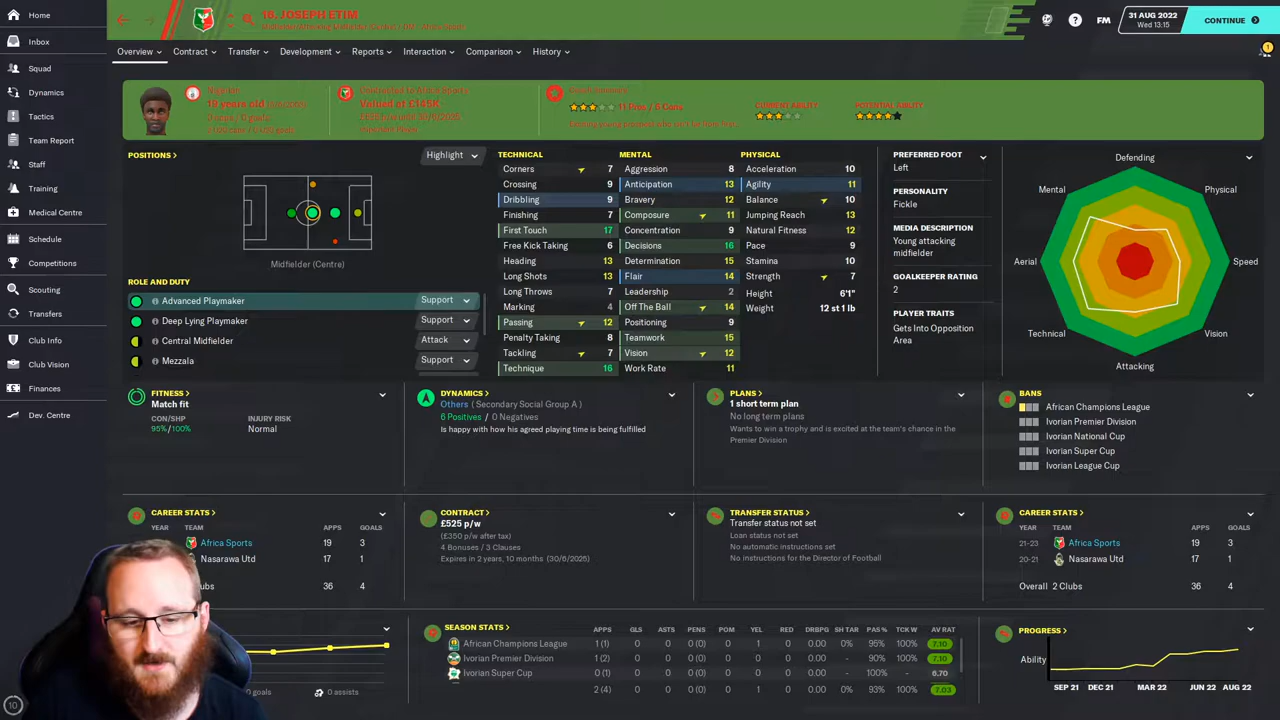 Home
Inbox
Squad
Dynamics
Tactics
Team Report
Staff
Training
Medical Centre
Schedule
Competitions
Scouting
Transfers
Club Info
Club Vision
Finances
Dev. Centre
10
16. JOSEPH ETIM
FM
31 AUG 2022
Wed 13:15
CONTINUE
Overview
Contract
Transfer
Development
Reports
Interaction
Comparison
History
19 years old
Contracted to Africa Sports
Valued at £145K
11 Pros / 5 Cons
CURRENT ABILITY
POTENTIAL ABILITY
POSITIONS
Highlight
Midfielder (Centre)
ROLE AND DUTY
Advanced Playmaker Support
Deep Lying Playmaker Support
Central Midfielder Attack
Mezzala Support
TECHNICAL
Corners 7
Crossing 9
Dribbling 9
Finishing 7
First Touch 17
Free Kick Taking 6
Heading 13
Long Shots 13
Long Throws 7
Marking 4
Passing 12
Penalty Taking 8
Tackling 7
Technique 16
MENTAL
Aggression 8
Anticipation 13
Bravery 12
Composure 11
Concentration 9
Decisions 16
Determination 15
Flair 14
Leadership 2
Off The Ball 14
Positioning 9
Teamwork 15
Vision 12
Work Rate 11
PHYSICAL
Acceleration 10
Agility 11
Balance 10
Jumping Reach 13
Natural Fitness 12
Pace 9
Stamina 10
Strength 7
Height 6'1"
Weight 12 st 1 lb
PREFERRED FOOT
Left
PERSONALITY
Fickle
MEDIA DESCRIPTION
Young attacking
midfielder
GOALKEEPER RATING
2
PLAYER TRAITS
Gets Into Opposition
Area
Defending
Physical
Speed
Vision
Attacking
Technical
Aerial
Mental
FITNESS
Match fit
CON/SHP
95%/100%
INJURY RISK
Normal
DYNAMICS
Others (Secondary Social Group A)
6 Positives / 0 Negatives
Is happy with how his agreed playing time is being fulfilled
PLANS
1 short term plan
No long term plans
Wants to win a trophy and is excited at the team's chance in the
Premier Division
BANS
African Champions League
Ivorian Premier Division
Ivorian National Cup
Ivorian Super Cup
Ivorian League Cup
CAREER STATS
YEAR TEAM APPS GOALS
Africa Sports 19 3
Nasarawa Utd 17 1
36 4
CONTRACT
£525 p/w
(£350 p/w after tax)
4 Bonuses / 3 Clauses
Expires in 2 years, 10 months (30/6/2025)
TRANSFER STATUS
Transfer status not set
Loan status not set
No automatic instructions set
No instructions for the Director of Football
CAREER STATS
YEAR TEAM APPS GOALS
21-23 Africa Sports 19 3
20-21 Nasarawa Utd 17 1
Overall 2 Clubs 36 4
0 goals
0 assists
SEASON STATS
APPS GLS ASTS PENS POM YEL RED DRBPG SH TAR PAS % TCK W AV RAT
African Champions League 1 (1) 0 0 0 (0) 0 1 0 0.00 0% 95% 100% 7.10
Ivorian Premier Division 1 (2) 0 0 0 (0) 0 0 0 0.00 - 90% 100% 7.10
Ivorian Super Cup 0 (1) 0 0 0 (0) 0 0 0 0.00 - 100% - 6.70
2 (4) 0 0 0 (0) 0 1 0 0.00 0% 93% 100% 7.03
PROGRESS
Ability
SEP 21 DEC 21 MAR 22 JUN 22 AUG 22